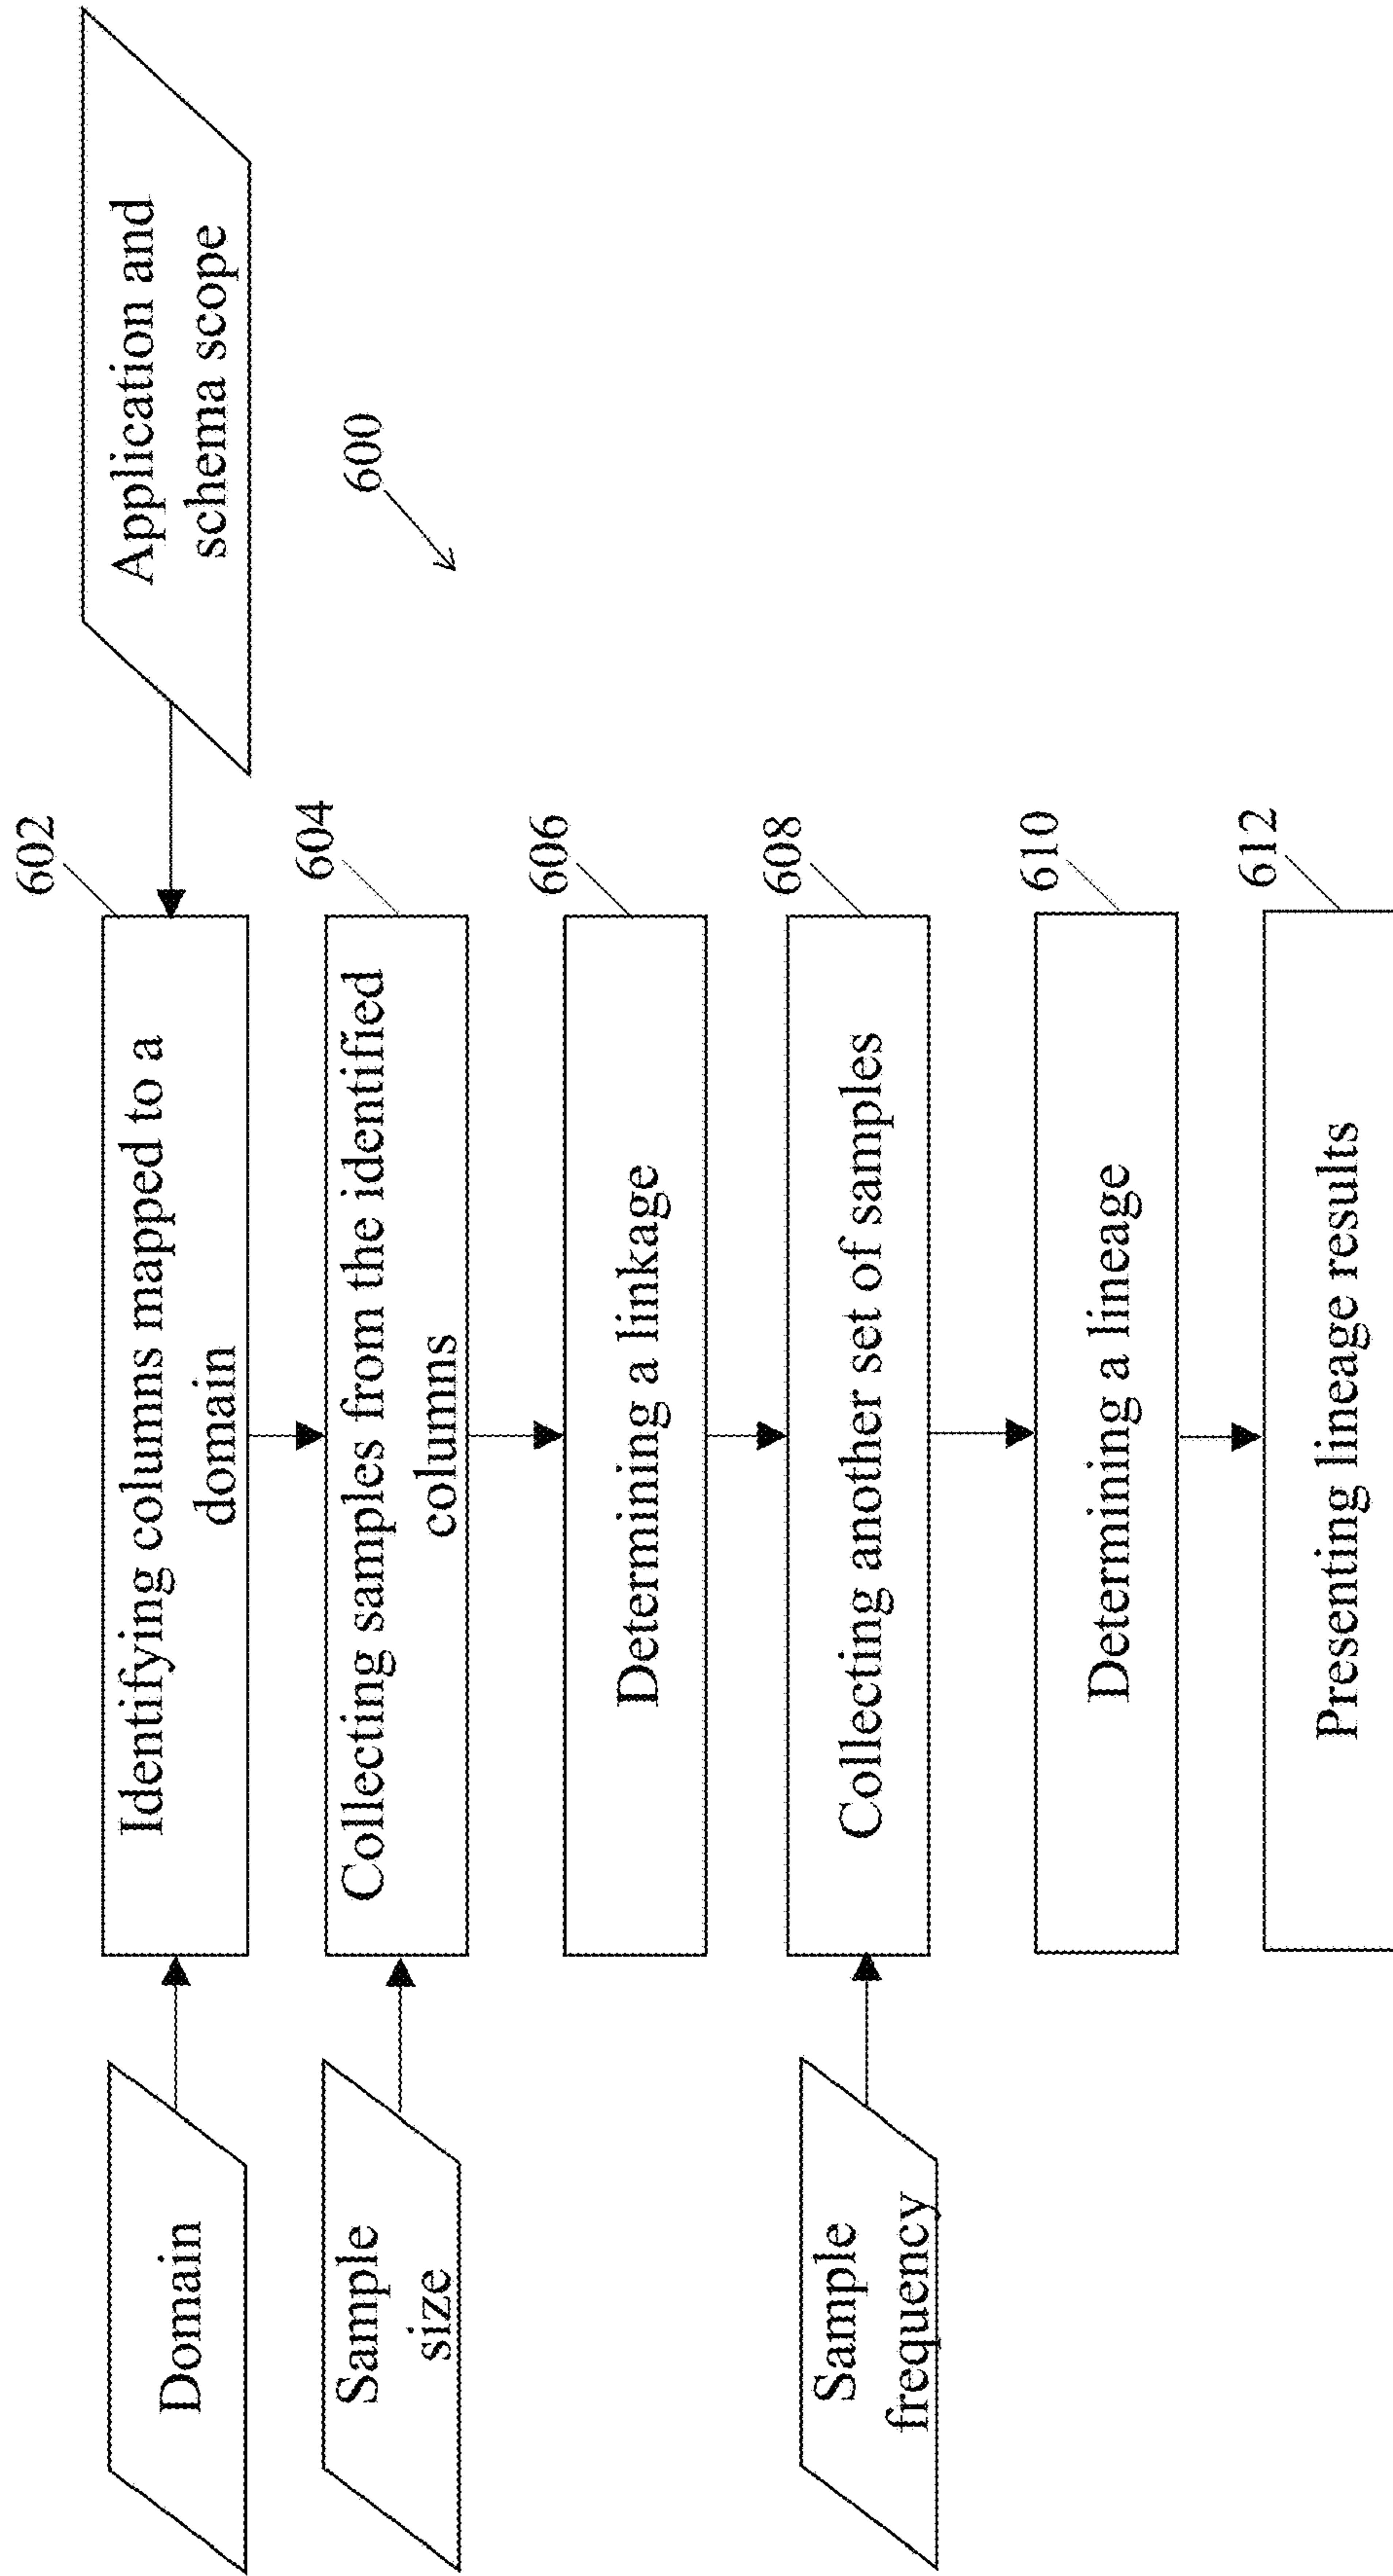 Domain
Identifying columns mapped to a
domain
602
Application and
schema scope
Sample
size
Collecting samples from the identified
columns
604
600
Determining a linkage
606
Sample
frequency
Collecting another set of samples
608
Determining a lineage
610
Presenting lineage results
612